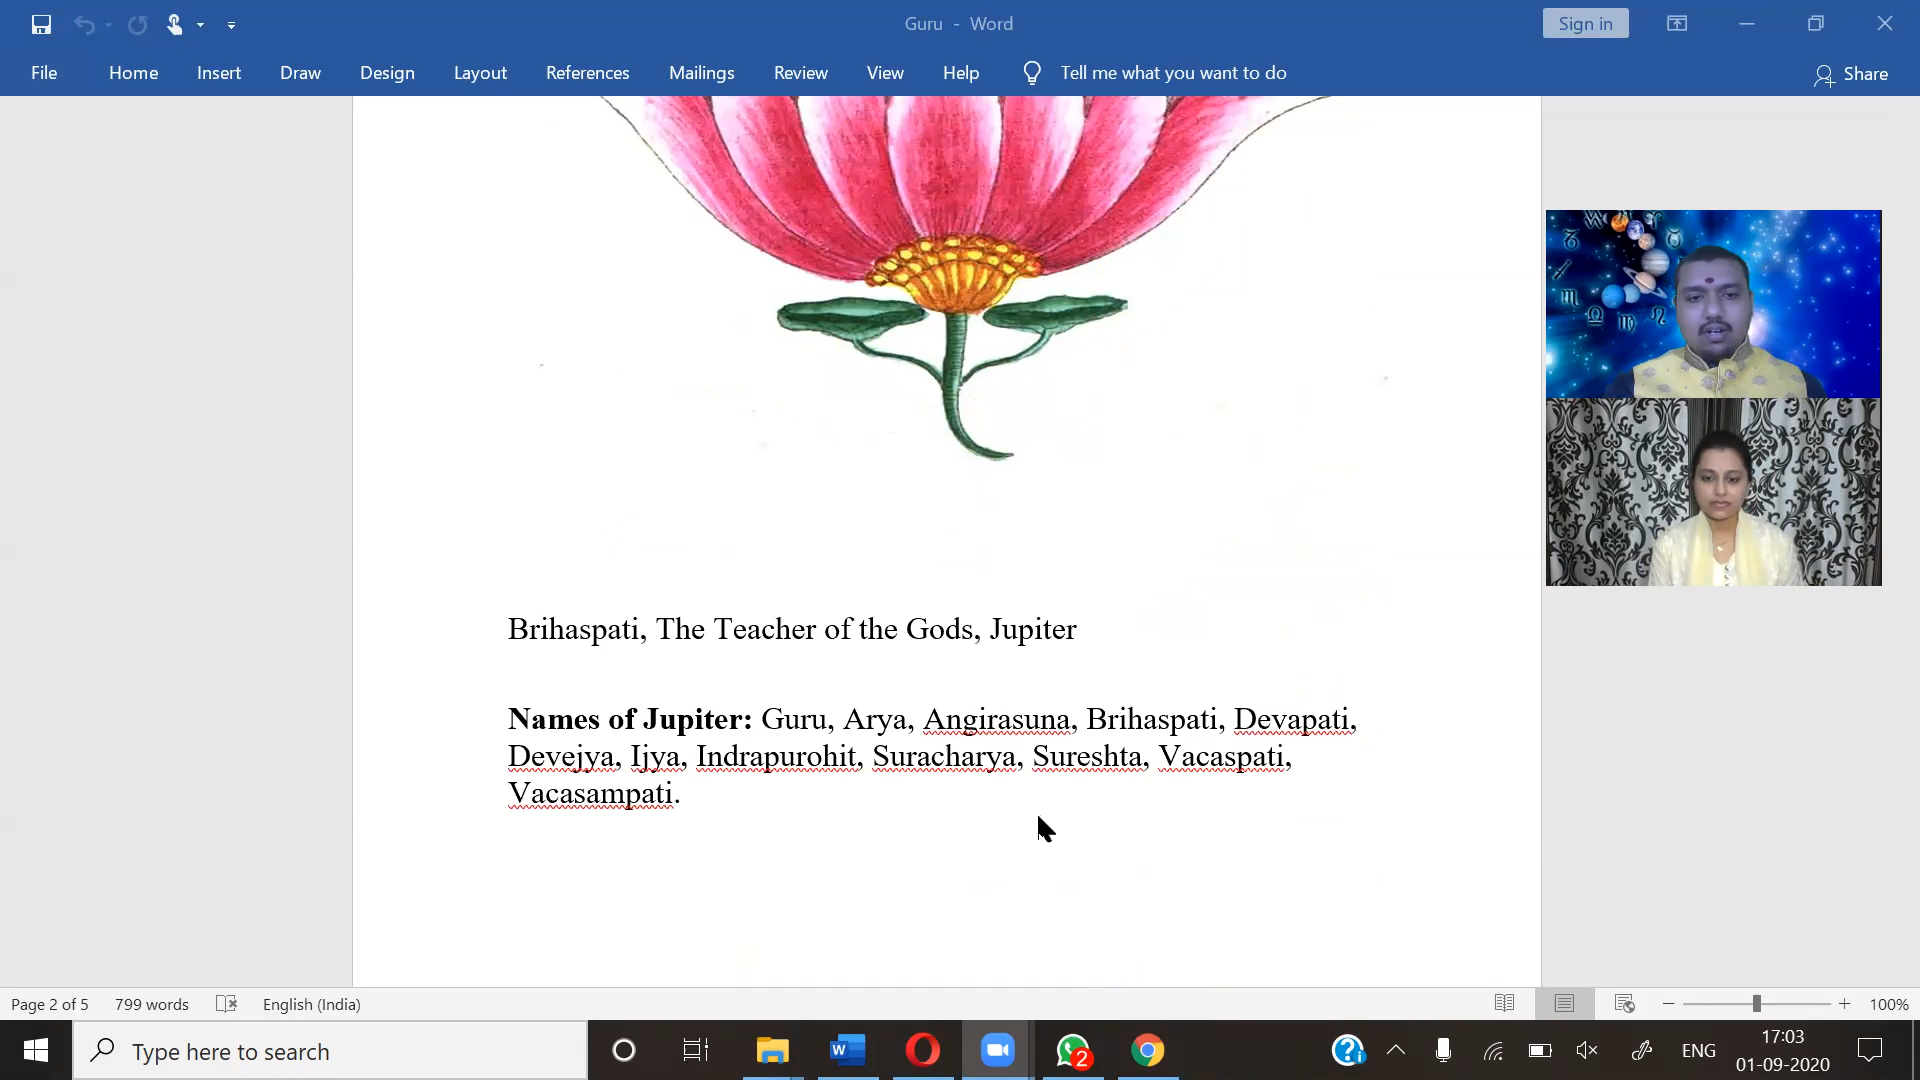 Guru - Word
Sign in
File Home Insert Draw Design Layout References Mailings Review View Help Tell me what you want to do Share
Brihaspati, The Teacher of the Gods, Jupiter
Names of Jupiter: Guru, Arya, Angirasuna, Brihaspati, Devapati,
Devejya, Ijya, Indrapurohit, Suracharya, Sureshta, Vacaspati,
Vacasampati.
Page 2 of 5 799 words English (India) 100%
Type here to search
2
ENG
17:03
01-09-2020